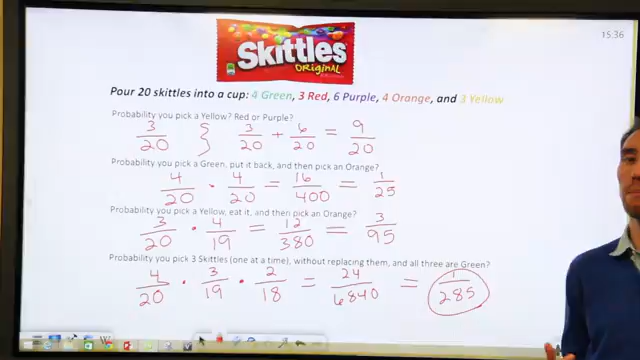 15:36
Skittles
ORIGINAL
Pour 20 skittles into a cup: 4 Green, 3 Red, 6 Purple, 4 Orange, and 3 Yellow
Probability you pick a Yellow? Red or Purple?
3/20 } 3/20 + 6/20 = 9/20
Probability you pick a Green, put it back, and then pick an Orange?
4/20 · 4/20 = 16/400 = 1/25
Probability you pick a Yellow, eat it, and then pick an Orange?
3/20 · 4/19 = 12/380 = 3/95
Probability you pick 3 Skittles (one at a time), without replacing them, and all three are Green?
4/20 · 3/19 · 2/18 = 24/6840 = 1/285